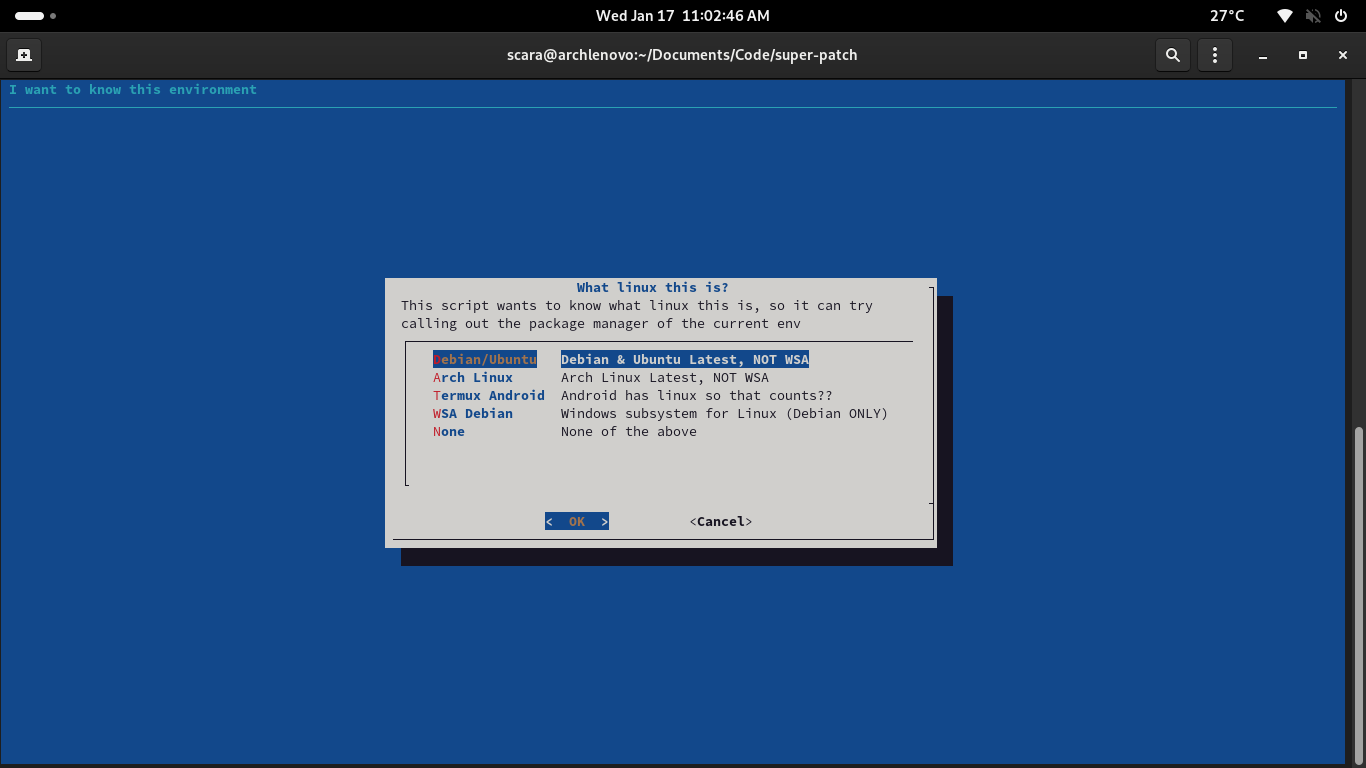 Wed Jan 17  11:02:46 AM
27°C
scara@archlenovo:~/Documents/Code/super-patch
I want to know this environment
What linux this is?
This script wants to know what linux this is, so it can try
calling out the package manager of the current env
Debian/Ubuntu   Debian & Ubuntu Latest, NOT WSA
Arch Linux      Arch Linux Latest, NOT WSA
Termux Android  Android has linux so that counts??
WSA Debian      Windows subsystem for Linux (Debian ONLY)
None            None of the above
<  OK  >          <Cancel>